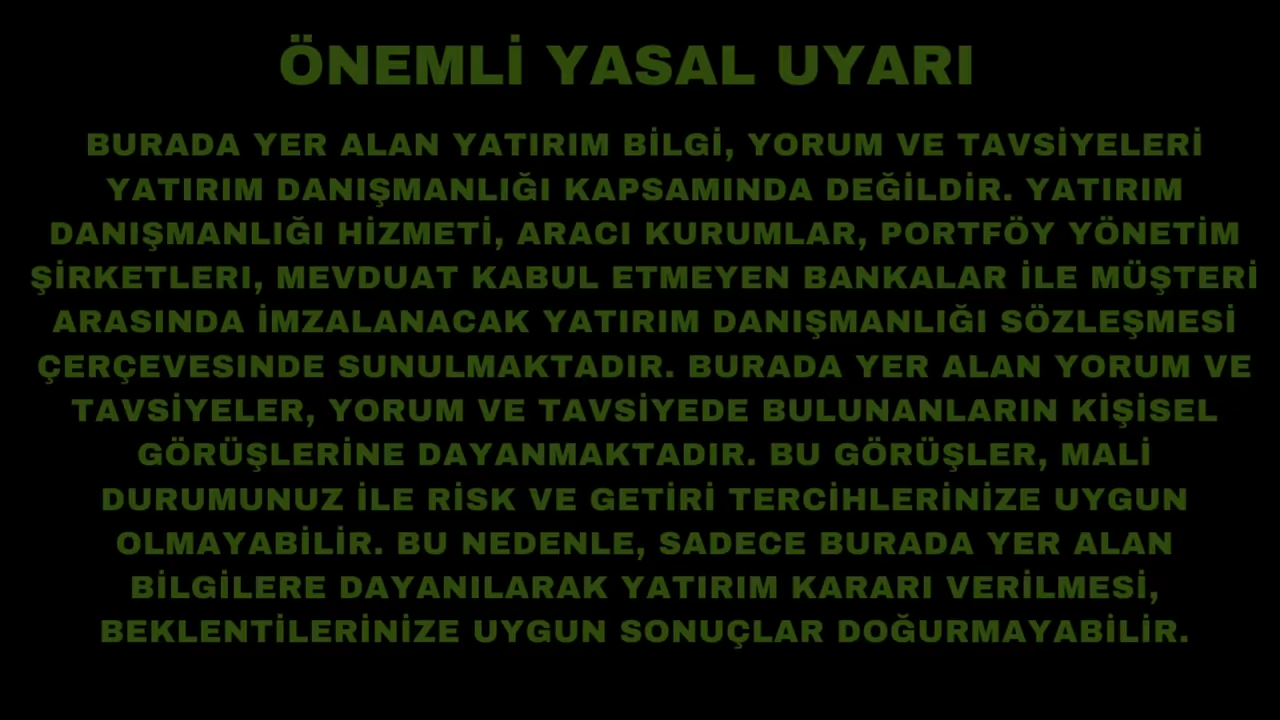 ÖNEMLİ YASAL UYARI
BURADA YER ALAN YATIRIM BİLGİ, YORUM VE TAVSİYELERİ
YATIRIM DANIŞMANLIĞI KAPSAMINDA DEĞİLDİR. YATIRIM
DANIŞMANLIĞI HİZMETİ, ARACI KURUMLAR, PORTFÖY YÖNETİM
ŞİRKETLERI, MEVDUAT KABUL ETMEYEN BANKALAR İLE MÜŞTERİ
ARASINDA İMZALANACAK YATIRIM DANIŞMANLIĞI SÖZLEŞMESİ
ÇERÇEVESINDE SUNULMAKTADIR. BURADA YER ALAN YORUM VE
TAVSİYELER, YORUM VE TAVSİYEDE BULUNANLARIN KİŞİSEL
GÖRÜŞLERİNE DAYANMAKTADIR. BU GÖRÜŞLER, MALİ
DURUMUNUZ İLE RİSK VE GETİRİ TERCİHLERİNİZE UYGUN
OLMAYABİLİR. BU NEDENLE, SADECE BURADA YER ALAN
BİLGİLERE DAYANILARAK YATIRIM KARARI VERİLMESİ,
BEKLENTİLERİNİZE UYGUN SONUÇLAR DOĞURMAYABİLİR.